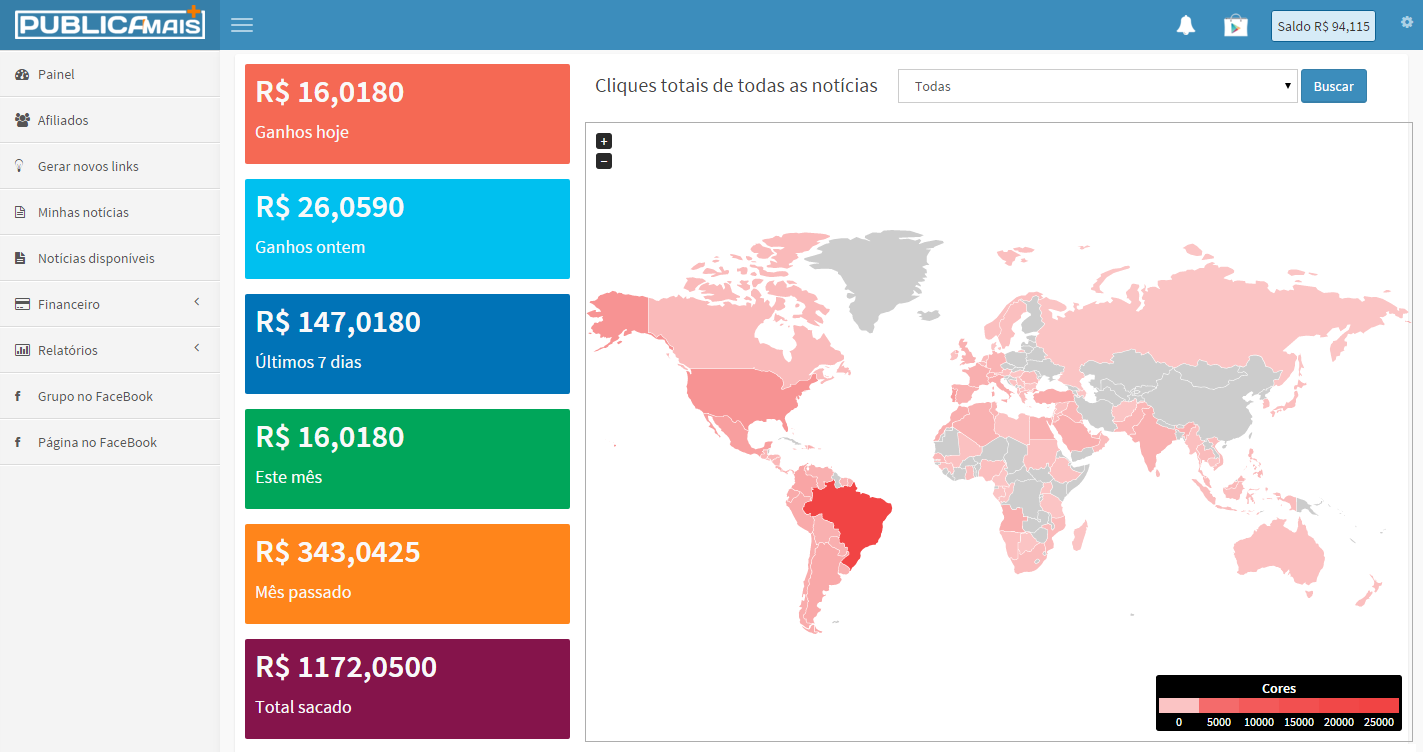 PUBLICAMAIS+
Saldo R$ 94,115
Painel
Afiliados
Gerar novos links
Minhas notícias
Notícias disponíveis
Financeiro
Relatórios
Grupo no FaceBook
Página no FaceBook
R$ 16,0180
Ganhos hoje
R$ 26,0590
Ganhos ontem
R$ 147,0180
Últimos 7 dias
R$ 16,0180
Este mês
R$ 343,0425
Mês passado
R$ 1172,0500
Total sacado
Cliques totais de todas as notícias
Todas
Buscar
+
−
Cores
0 5000 10000 15000 20000 25000